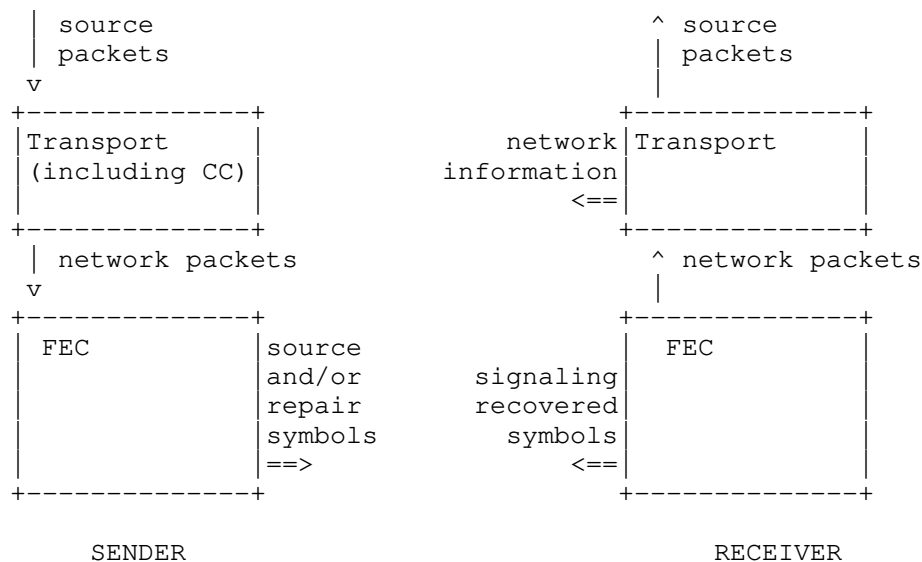 | source ^ source
| packets | packets
v |
+--------------+ +--------------+
|Transport | network|Transport |
|(including CC)| information| |
| | <==| |
+--------------+ +--------------+
| network packets ^ network packets
v |
+--------------+ +--------------+
| FEC |source | FEC |
| |and/or signaling| |
| |repair recovered| |
| |symbols symbols| |
| |==> <==| |
+--------------+ +--------------+
SENDER RECEIVER